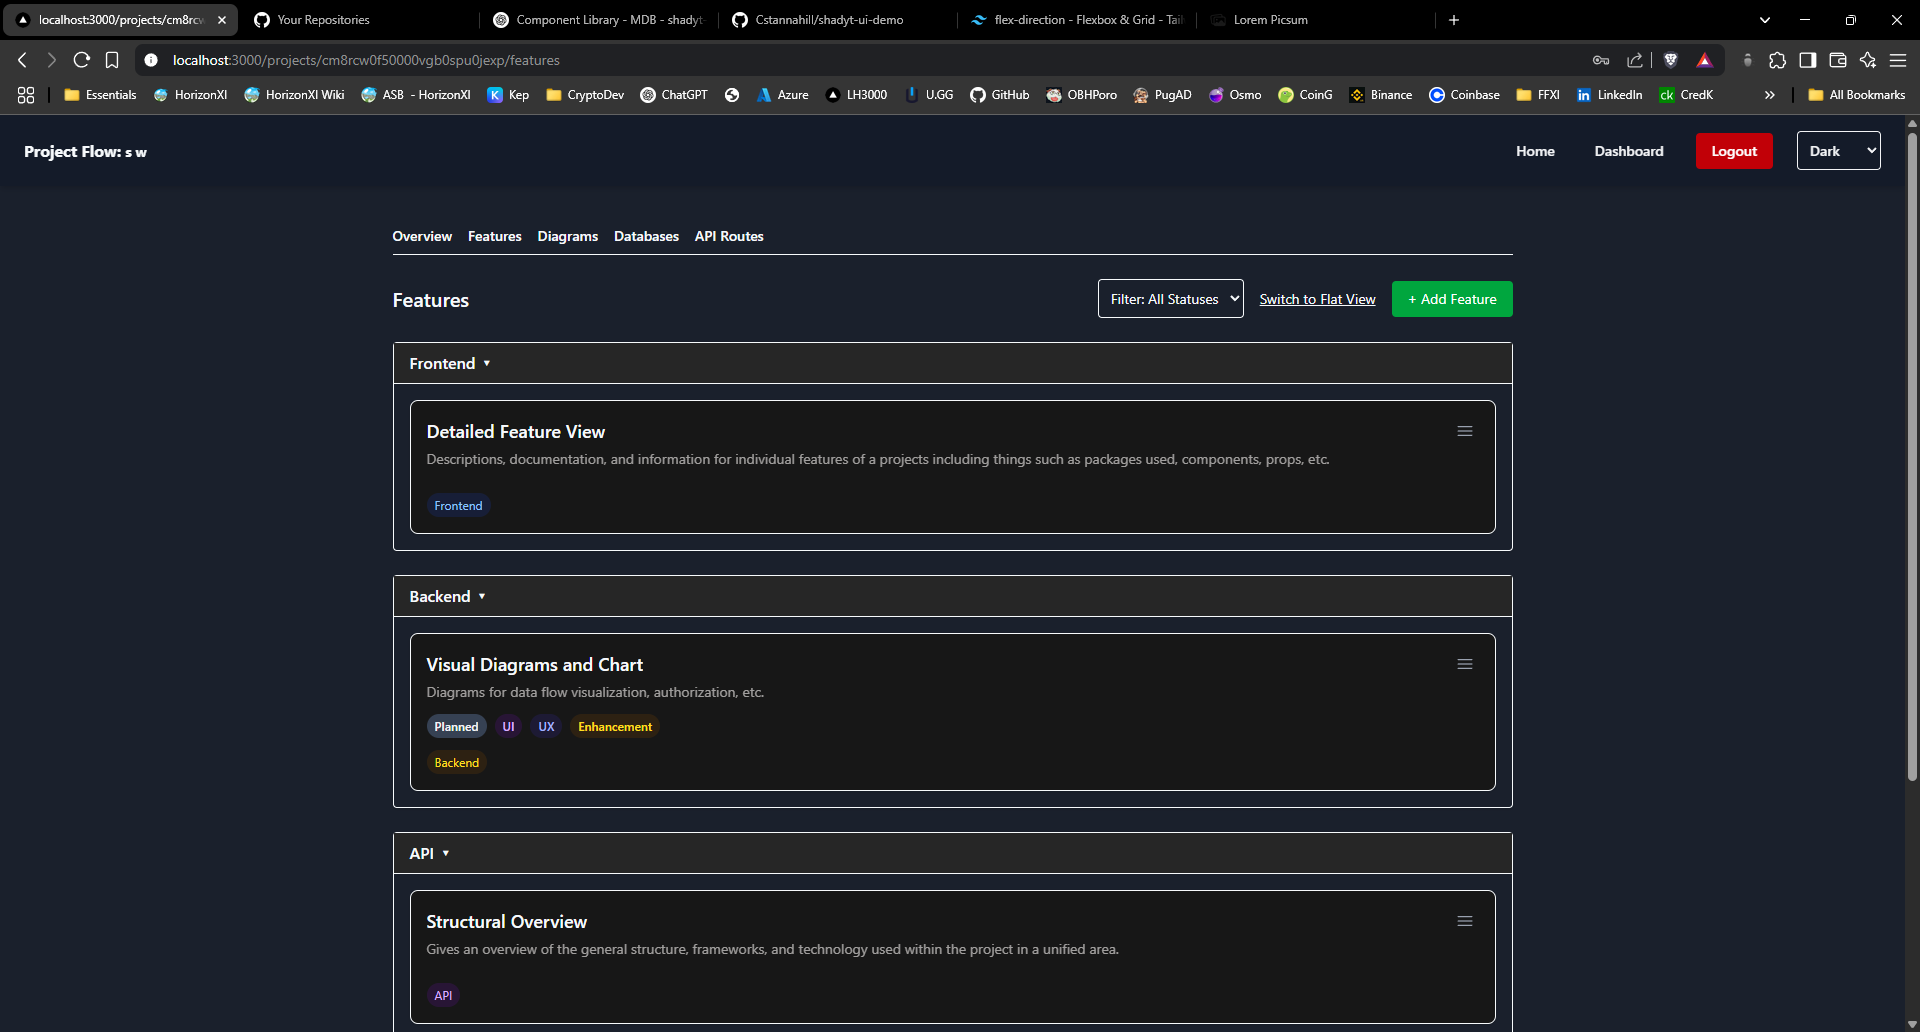 localhost:3000/projects/cm8rcw
Your Repositories
Component Library - MDB - shadyt-
Cstannahill/shadyt-ui-demo
flex-direction - Flexbox & Grid - Tail
Lorem Picsum
localhost:3000/projects/cm8rcw0f50000vgb0spu0jexp/features
Essentials
HorizonXI
HorizonXI Wiki
ASB - HorizonXI
Kep
CryptoDev
ChatGPT
Azure
LH3000
U.GG
GitHub
OBHPoro
PugAD
Osmo
CoinG
Binance
Coinbase
FFXI
LinkedIn
ck CredK
All Bookmarks
Project Flow: s w
Home
Dashboard
Logout
Dark
Overview
Features
Diagrams
Databases
API Routes
Features
Filter: All Statuses
Switch to Flat View
+ Add Feature
Frontend ▼
Detailed Feature View
Descriptions, documentation, and information for individual features of a projects including things such as packages used, components, props, etc.
Frontend
Backend ▼
Visual Diagrams and Chart
Diagrams for data flow visualization, authorization, etc.
Planned
UI
UX
Enhancement
Backend
API ▼
Structural Overview
Gives an overview of the general structure, frameworks, and technology used within the project in a unified area.
API